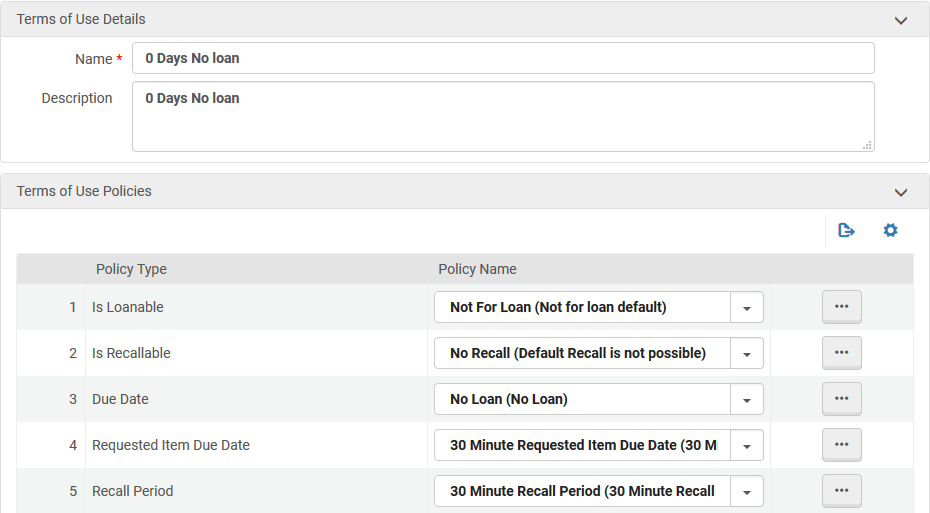 Terms of Use Details
Name * 0 Days No loan
Description 0 Days No loan
Terms of Use Policies
Policy Type Policy Name
1 Is Loanable Not For Loan (Not for loan default)
2 Is Recallable No Recall (Default Recall is not possible)
3 Due Date No Loan (No Loan)
4 Requested Item Due Date 30 Minute Requested Item Due Date (30 M
5 Recall Period 30 Minute Recall Period (30 Minute Recall